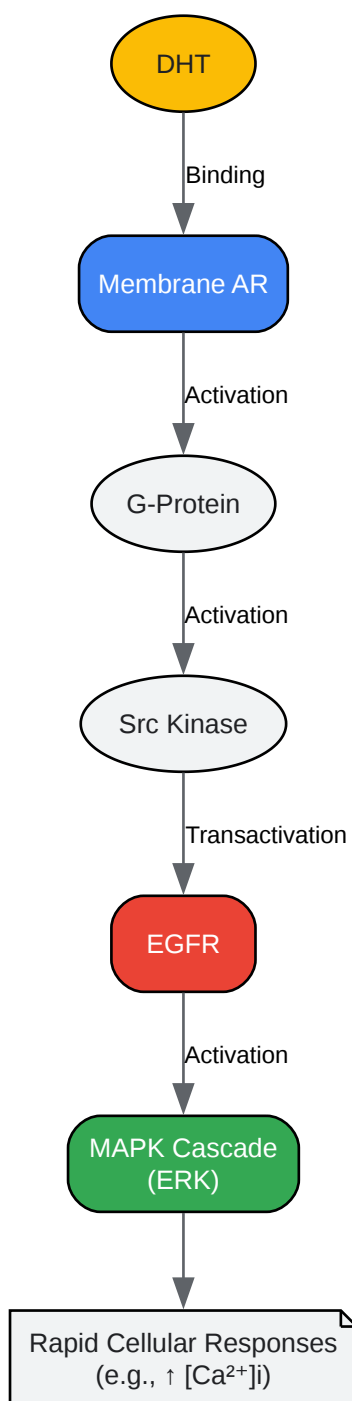 DHT
Binding
Membrane AR
Activation
G-Protein
Activation
Src Kinase
Transactivation
EGFR
Activation
MAPK Cascade
(ERK)
Rapid Cellular Responses
(e.g., ↑ [Ca²⁺]i)